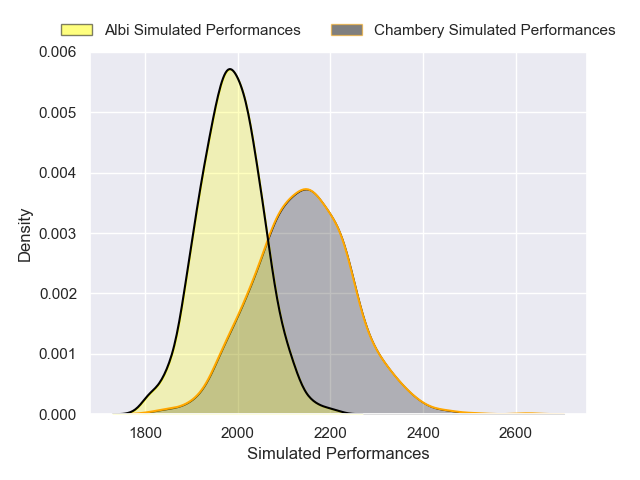 Albi Simulated Performances Chambery Simulated Performances
0.006
0.005
0.004
0.003
0.002
0.001
0.000
Density
1800 2000 2200 2400 2600
Simulated Performances